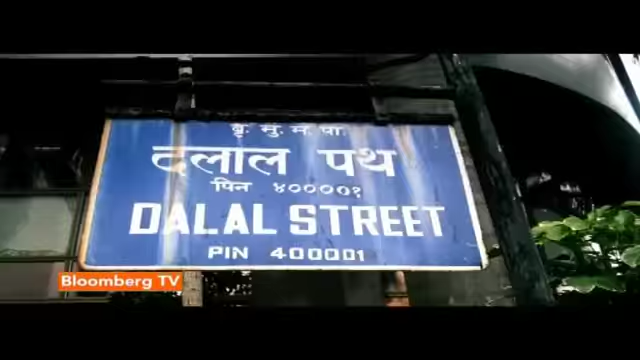 बृ. मु. म. पा.
दलाल पथ
पिन ४००००१
DALAL STREET
PIN 400001
Bloomberg TV